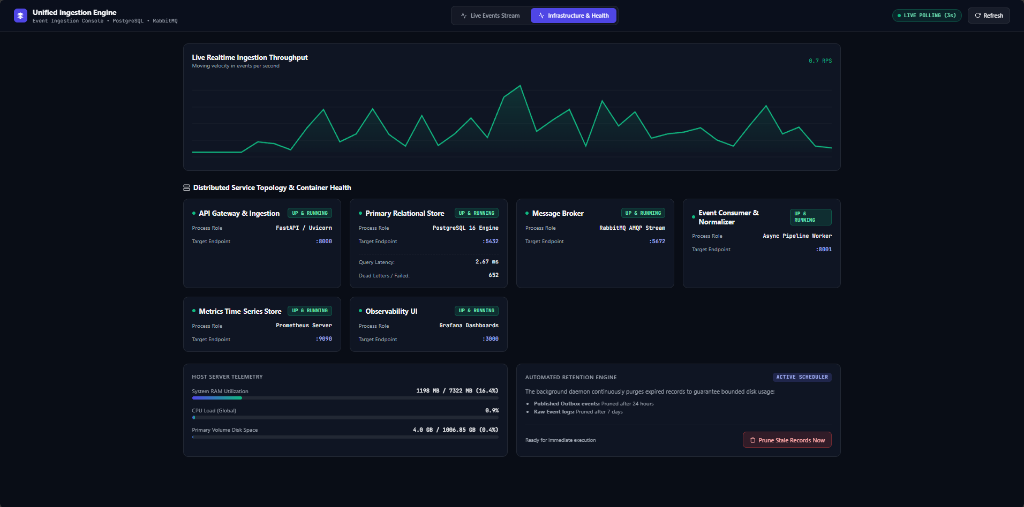 Unified Ingestion Engine
Event Ingestion Console • PostgreSQL • RabbitMQ
Live Events Stream
Infrastructure & Health
LIVE POLLING (3s)
Refresh
Live Realtime Ingestion Throughput
Moving velocity in events per second
0.7 RPS
Distributed Service Topology & Container Health
API Gateway & Ingestion
UP & RUNNING
Process Role
FastAPI / Uvicorn
Target Endpoint
:8000
Primary Relational Store
UP & RUNNING
Process Role
PostgreSQL 16 Engine
Target Endpoint
:5432
Query Latency:
2.67 ms
Dead Letters / Failed:
652
Message Broker
UP & RUNNING
Process Role
RabbitMQ AMQP Stream
Target Endpoint
:5672
Event Consumer & Normalizer
UP & RUNNING
Process Role
Async Pipeline Worker
Target Endpoint
:8001
Metrics Time-Series Store
UP & RUNNING
Process Role
Prometheus Server
Target Endpoint
:9090
Observability UI
UP & RUNNING
Process Role
Grafana Dashboards
Target Endpoint
:3000
HOST SERVER TELEMETRY
System RAM Utilization
1198 MB / 7322 MB (16.4%)
CPU Load (Global)
0.9%
Primary Volume Disk Space
4.0 GB / 1006.85 GB (0.4%)
AUTOMATED RETENTION ENGINE
ACTIVE SCHEDULER
The background daemon continuously purges expired records to guarantee bounded disk usage:
• Published Outbox events: Pruned after 24 hours
• Raw Event logs: Pruned after 7 days
Ready for immediate execution
Prune Stale Records Now